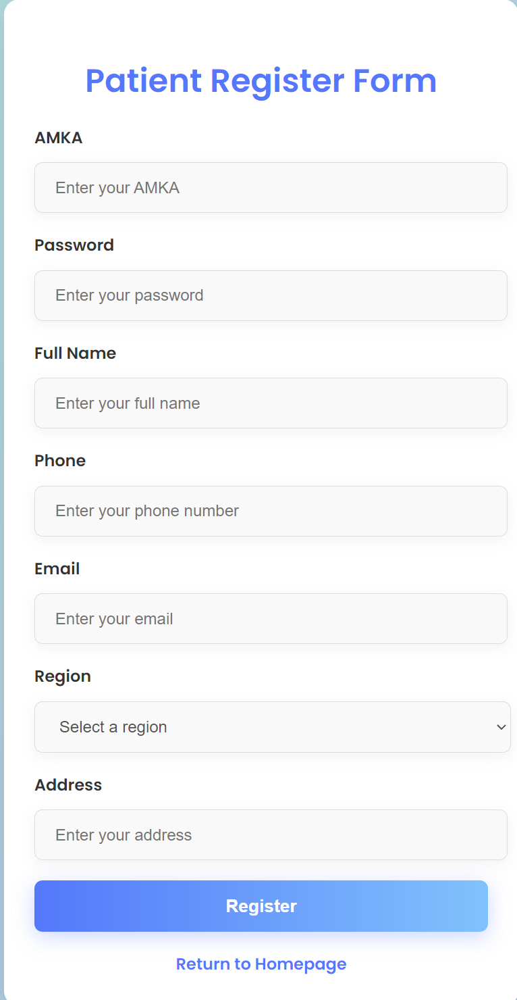 Patient Register Form
AMKA
Enter your AMKA
Password
Enter your password
Full Name
Enter your full name
Phone
Enter your phone number
Email
Enter your email
Region
Select a region
Address
Enter your address
Register
Return to Homepage